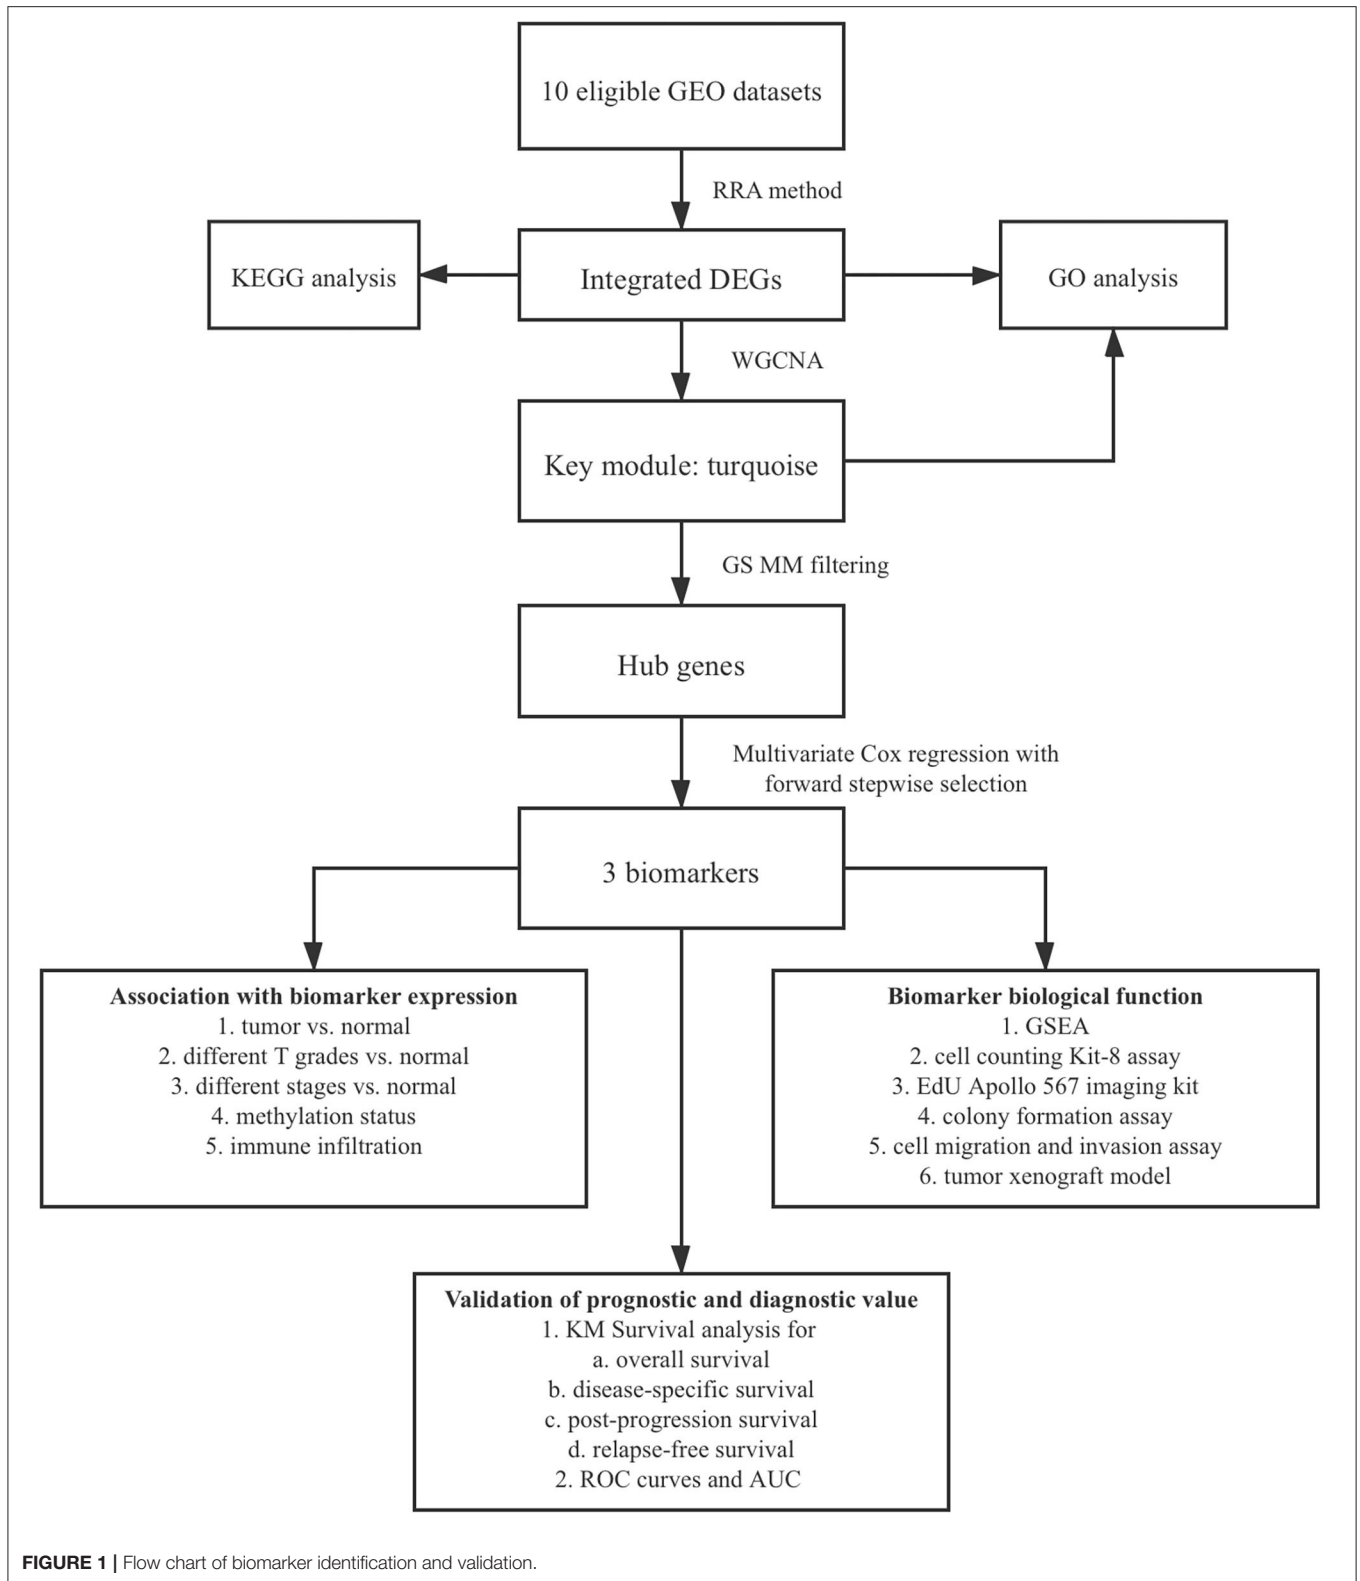 10 eligible GEO datasets
RRA method
KEGG analysis
Integrated DEGs
GO analysis
WGCNA
Key module: turquoise
GS MM filtering
Hub genes
Multivariate Cox regression with
forward stepwise selection
3 biomarkers
Association with biomarker expression
1. tumor vs. normal
2. different T grades vs. normal
3. different stages vs. normal
4. methylation status
5. immune infiltration
Biomarker biological function
1. GSEA
2. cell counting Kit-8 assay
3. EdU Apollo 567 imaging kit
4. colony formation assay
5. cell migration and invasion assay
6. tumor xenograft model
Validation of prognostic and diagnostic value
1. KM Survival analysis for
a. overall survival
b. disease-specific survival
c. post-progression survival
d. relapse-free survival
2. ROC curves and AUC
FIGURE 1 | Flow chart of biomarker identification and validation.